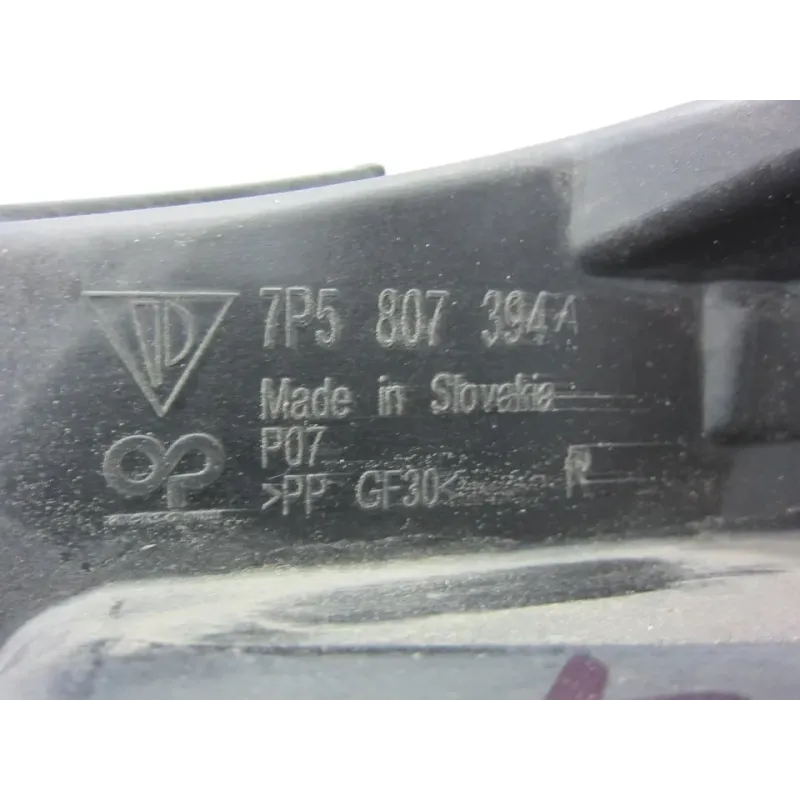 7P5 807 394A
Made in Slovakia
P07
>PP GF30< R